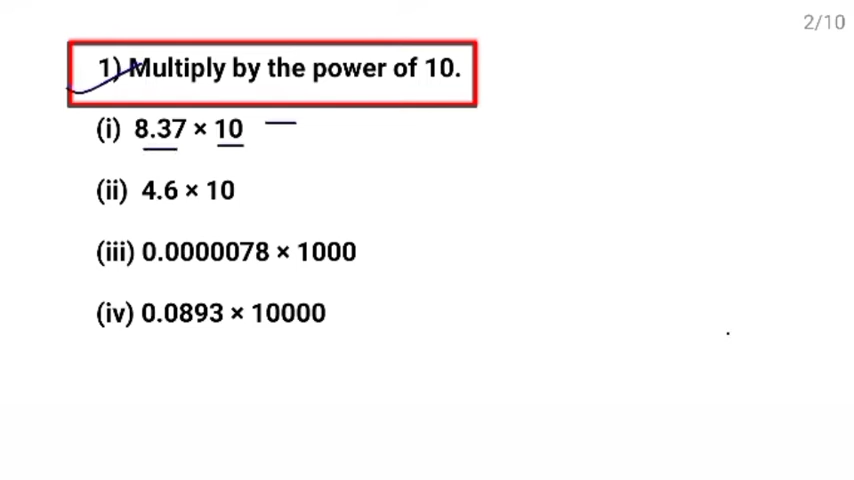 2/10
1) Multiply by the power of 10.
(i) 8.37 × 10
(ii) 4.6 × 10
(iii) 0.0000078 × 1000
(iv) 0.0893 × 10000